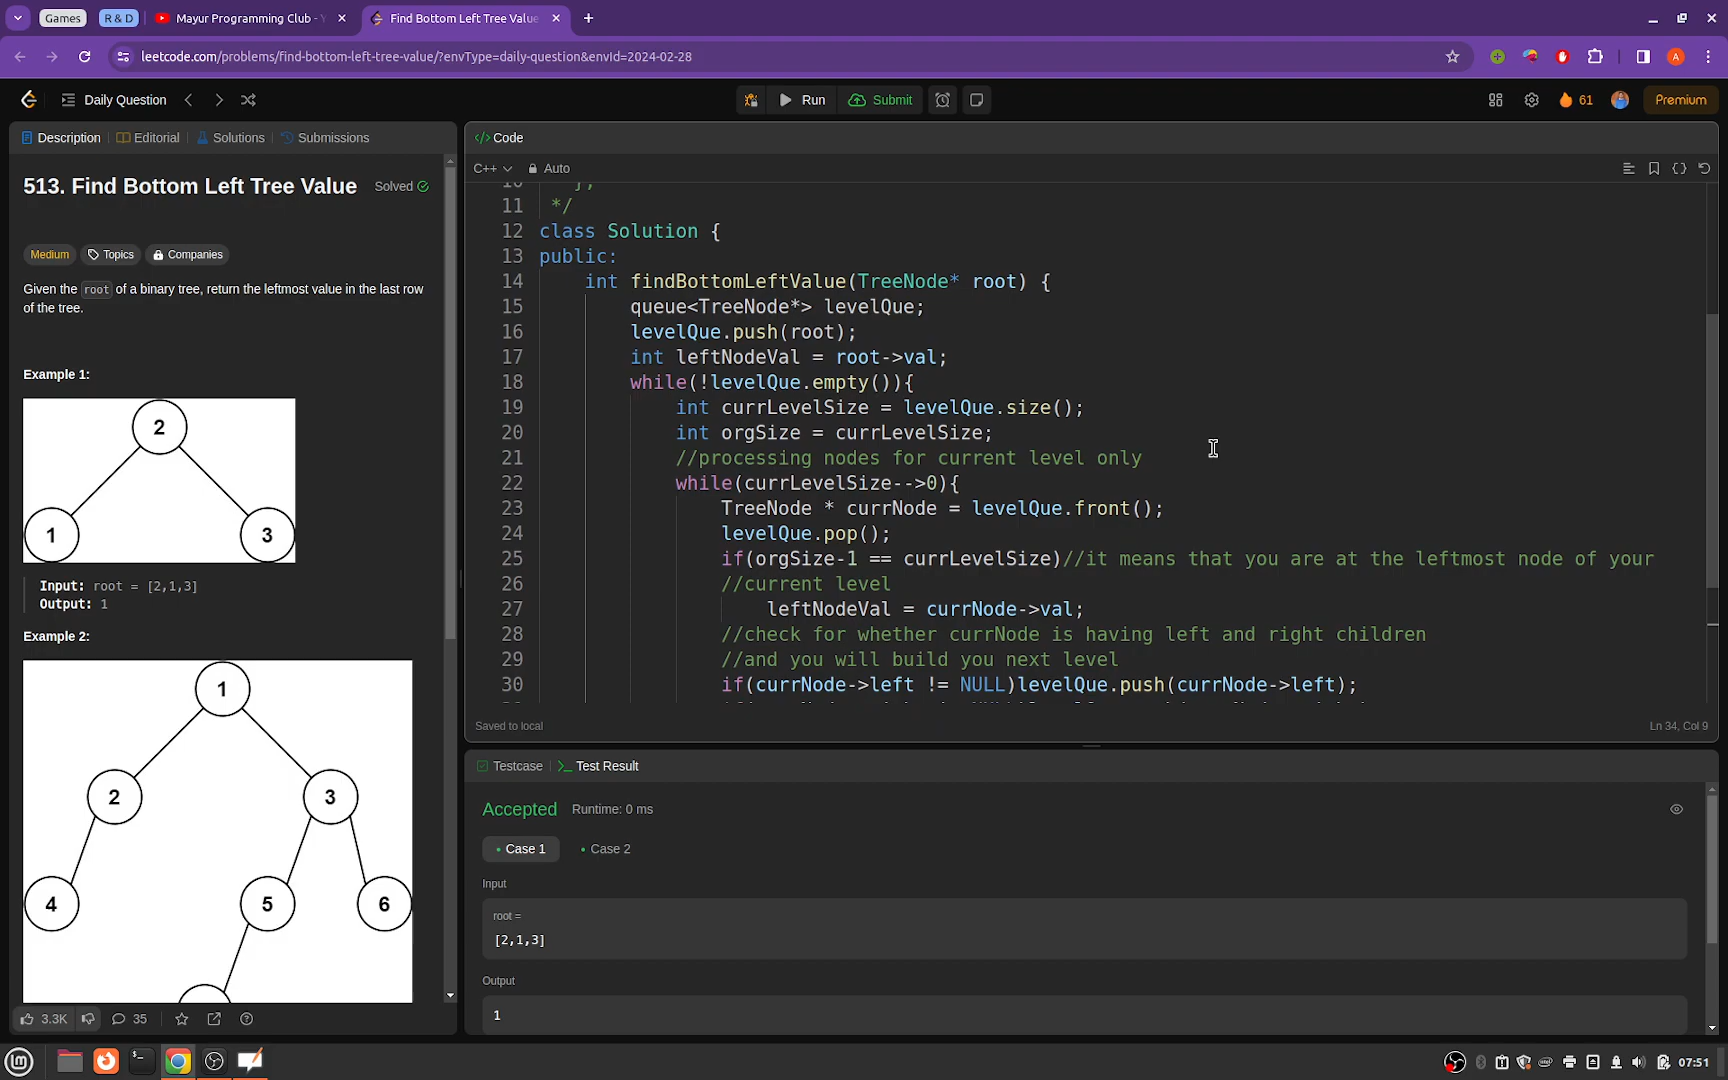 Games
R & D
Mayur Programming Club -
Find Bottom Left Tree Value
leetcode.com/problems/find-bottom-left-tree-value/?envType=daily-question&envId=2024-02-28
A
Daily Question
Run
Submit
61
Premium
Description
Editorial
Solutions
Submissions
513. Find Bottom Left Tree Value
Solved
Medium
Topics
Companies
Given the root of a binary tree, return the leftmost value in the last row
of the tree.
Example 1:
2
1
3
Input: root = [2,1,3]
Output: 1
Example 2:
1
2
3
4
5
6
3.3K
35
</> Code
C++
Auto
10 };
11 */
12 class Solution {
13 public:
14 int findBottomLeftValue(TreeNode* root) {
15 queue<TreeNode*> levelQue;
16 levelQue.push(root);
17 int leftNodeVal = root->val;
18 while(!levelQue.empty()){
19 int currLevelSize = levelQue.size();
20 int orgSize = currLevelSize;
21 //processing nodes for current level only
22 while(currLevelSize-->0){
23 TreeNode * currNode = levelQue.front();
24 levelQue.pop();
25 if(orgSize-1 == currLevelSize)//it means that you are at the leftmost node of your
26 //current level
27 leftNodeVal = currNode->val;
28 //check for whether currNode is having left and right children
29 //and you will build you next level
30 if(currNode->left != NULL)levelQue.push(currNode->left);
Saved to local
Ln 34, Col 9
Testcase
Test Result
Accepted
Runtime: 0 ms
Case 1
Case 2
Input
root =
[2,1,3]
Output
1
07:51